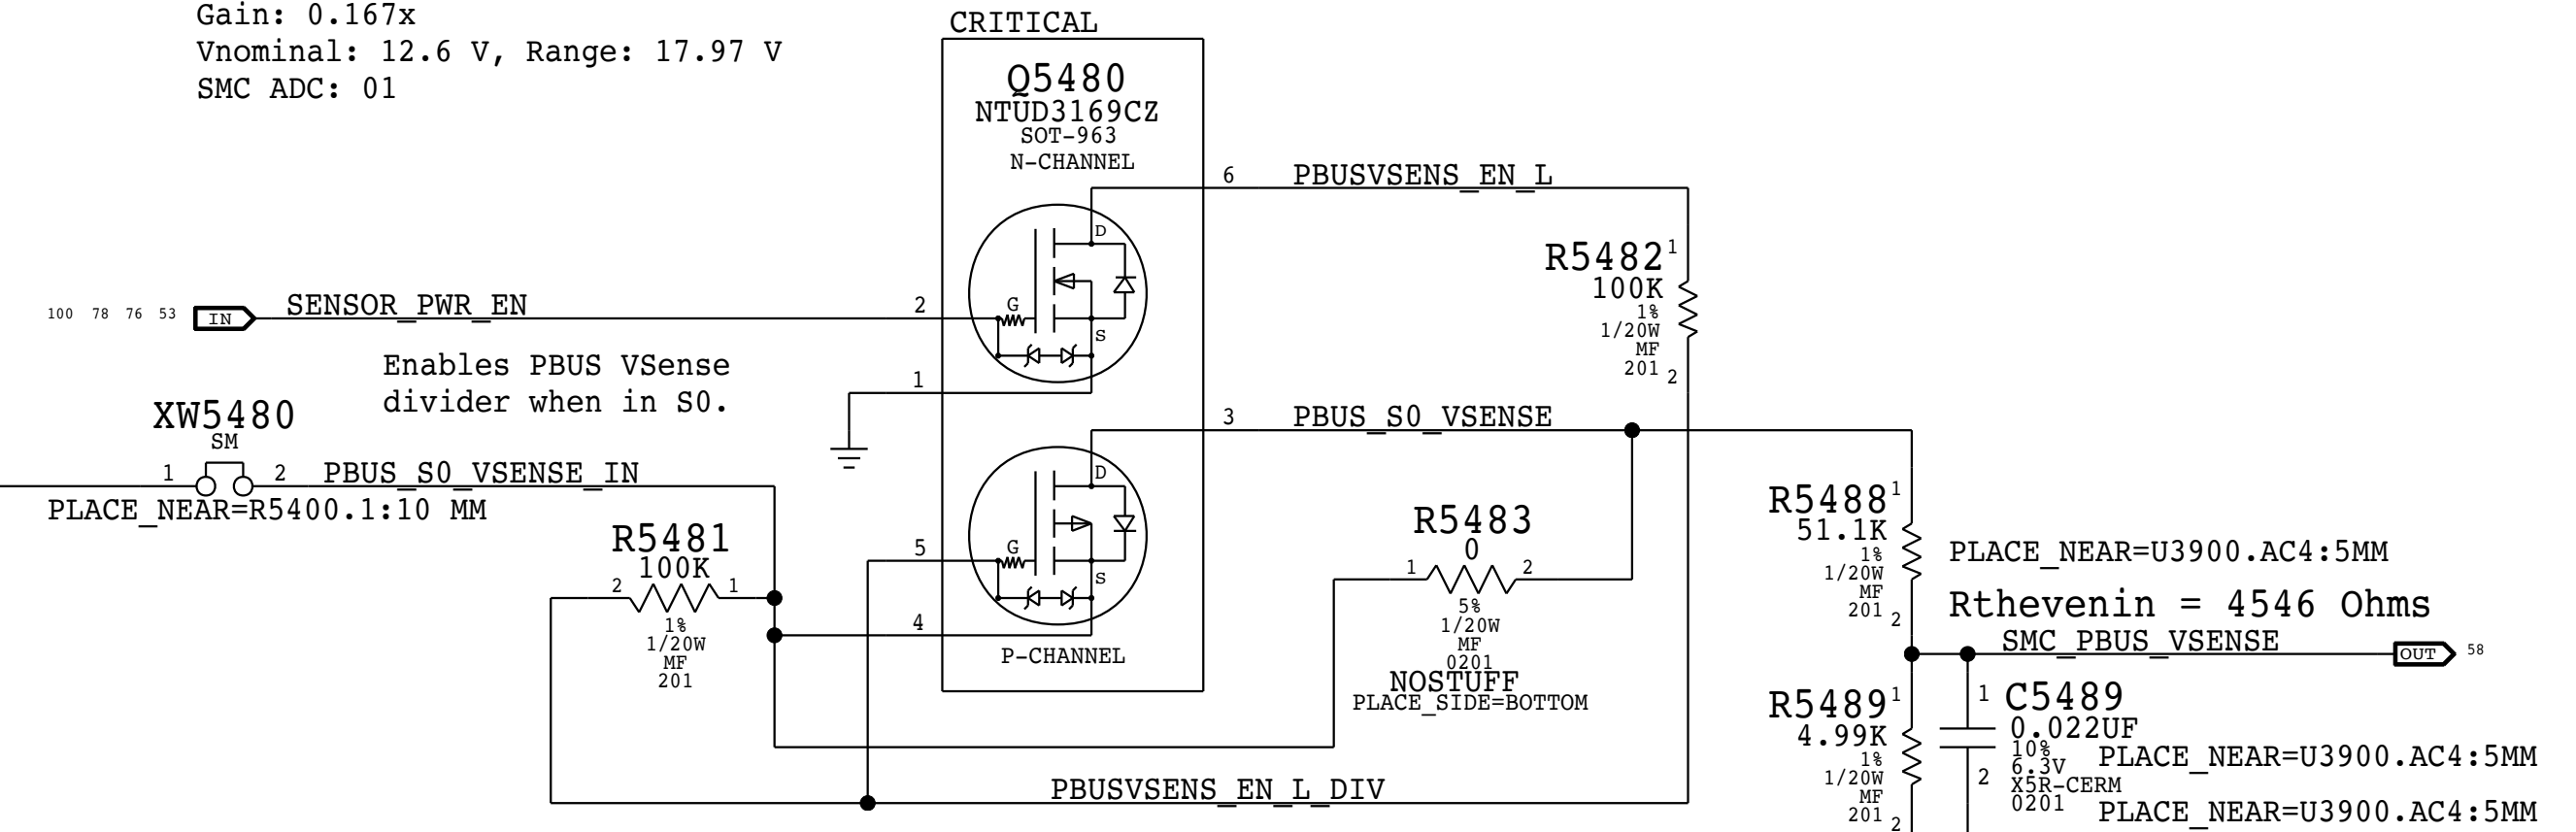 Gain: 0.167x
Vnominal: 12.6 V, Range: 17.97 V
SMC ADC: 01
CRITICAL
Q5480
NTUD3169CZ
SOT-963
N-CHANNEL
6
PBUSVSENS_EN_L
D
G
S
R5482
1
100K
1%
1/20W
MF
201
2
100 78 76 53
IN
SENSOR_PWR_EN
2
Enables PBUS VSense
divider when in S0.
1
3
PBUS_S0_VSENSE
XW5480
SM
1
2
PBUS_S0_VSENSE_IN
PLACE_NEAR=R5400.1:10 MM
R5481
100K
2
1
1%
1/20W
MF
201
5
4
D
G
S
P-CHANNEL
R5483
0
1
2
5%
1/20W
MF
0201
NOSTUFF
PLACE_SIDE=BOTTOM
R5488
1
51.1K
1%
1/20W
MF
201
2
PLACE_NEAR=U3900.AC4:5MM
Rthevenin = 4546 Ohms
SMC_PBUS_VSENSE
OUT
58
R5489
1
4.99K
1%
1/20W
MF
201
2
1
C5489
0.022UF
10%
6.3V
X5R-CERM
0201
2
PLACE_NEAR=U3900.AC4:5MM
PLACE_NEAR=U3900.AC4:5MM
PBUSVSENS_EN_L_DIV